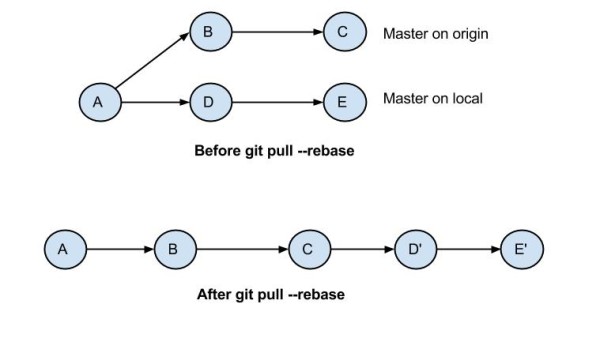 B
C
Master on origin
A
D
E
Master on local
Before git pull --rebase
A
B
C
D'
E'
After git pull --rebase